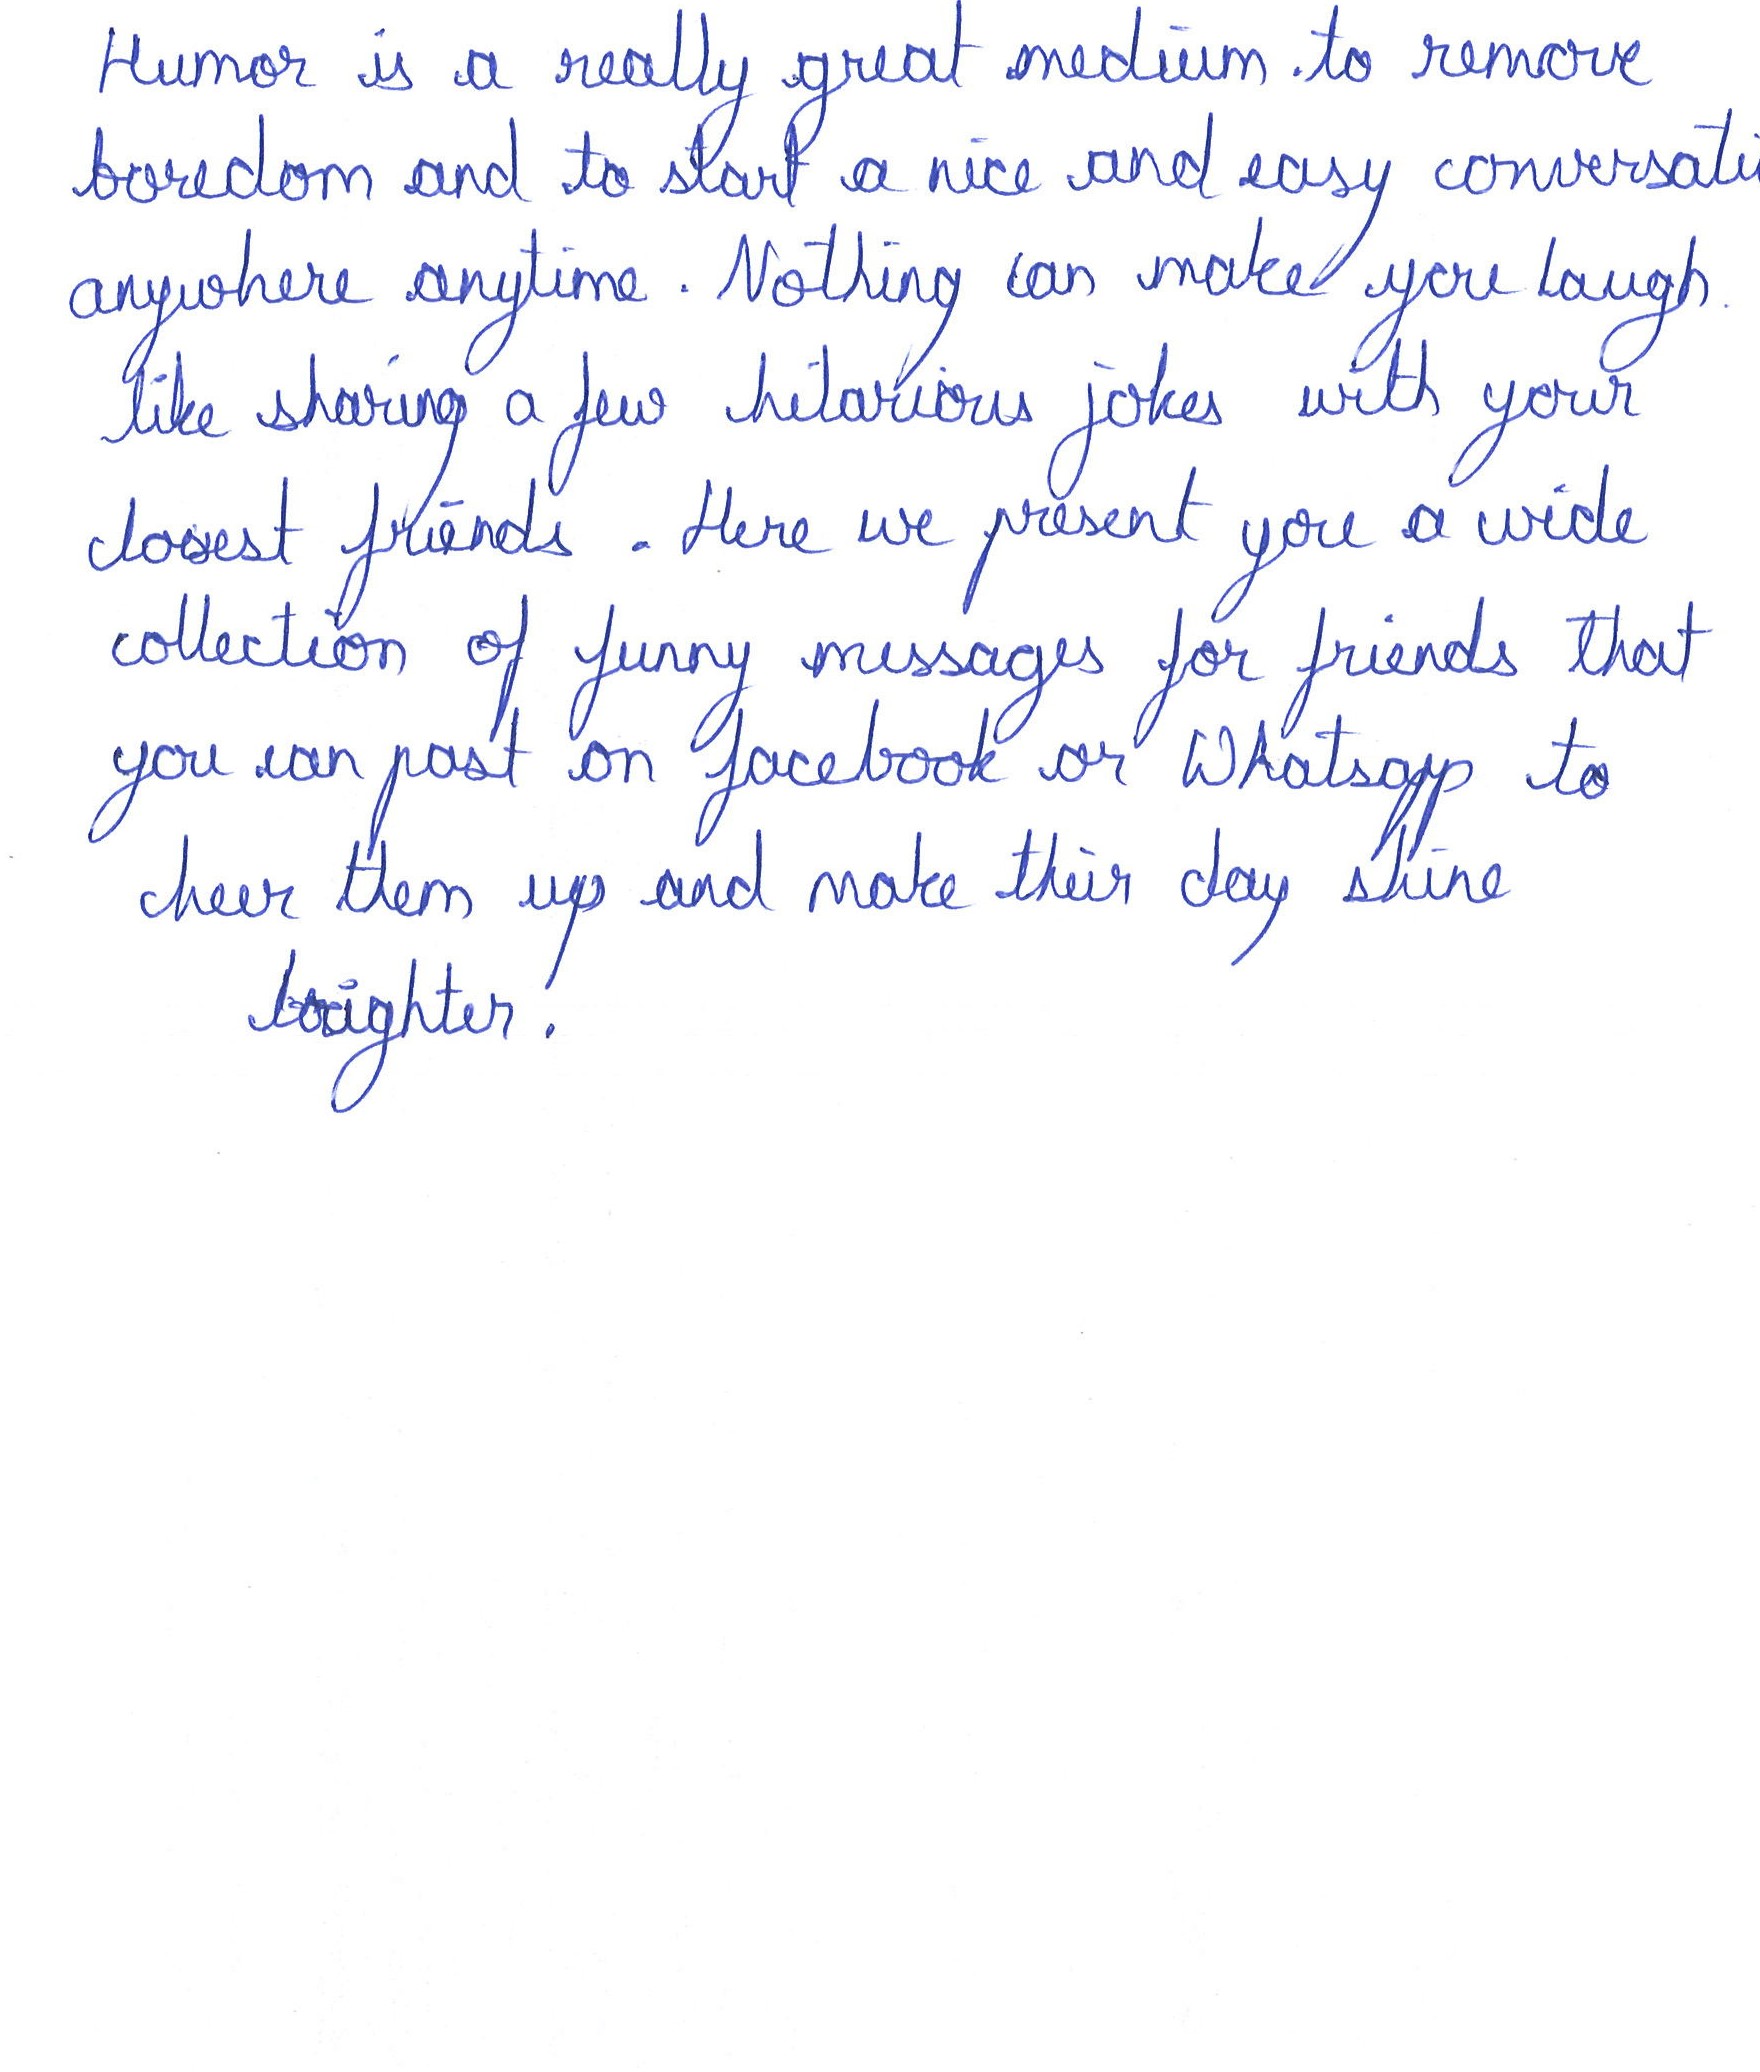 Humor is a really great medium to remove
boredom and to start a nice and easy conversati
anywhere anytime. Nothing can make you laugh
like sharing a few hilarious jokes with your
closest friends. Here we present you a wide
collection of funny messages for friends that
you can post on facebook or Whatsapp to
cheer them up and make their day shine
brighter!